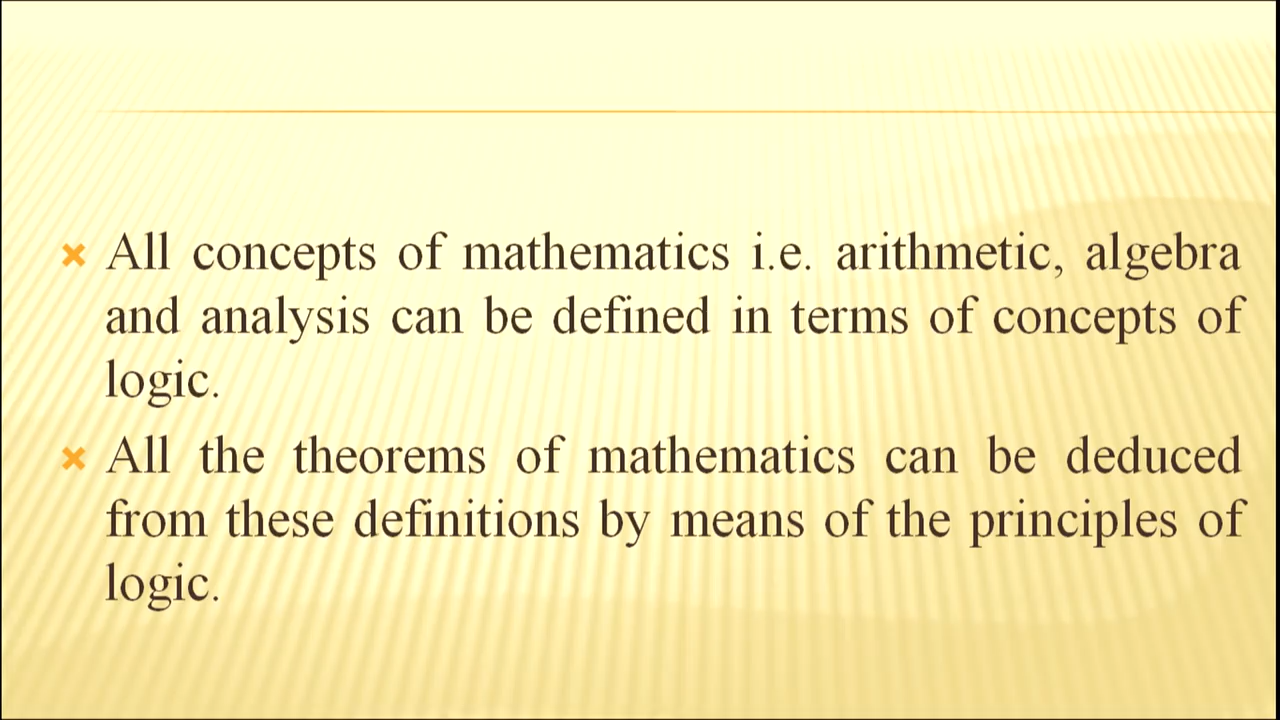 All concepts of mathematics i.e. arithmetic, algebra
and analysis can be defined in terms of concepts of
logic.
All the theorems of mathematics can be deduced
from these definitions by means of the principles of
logic.